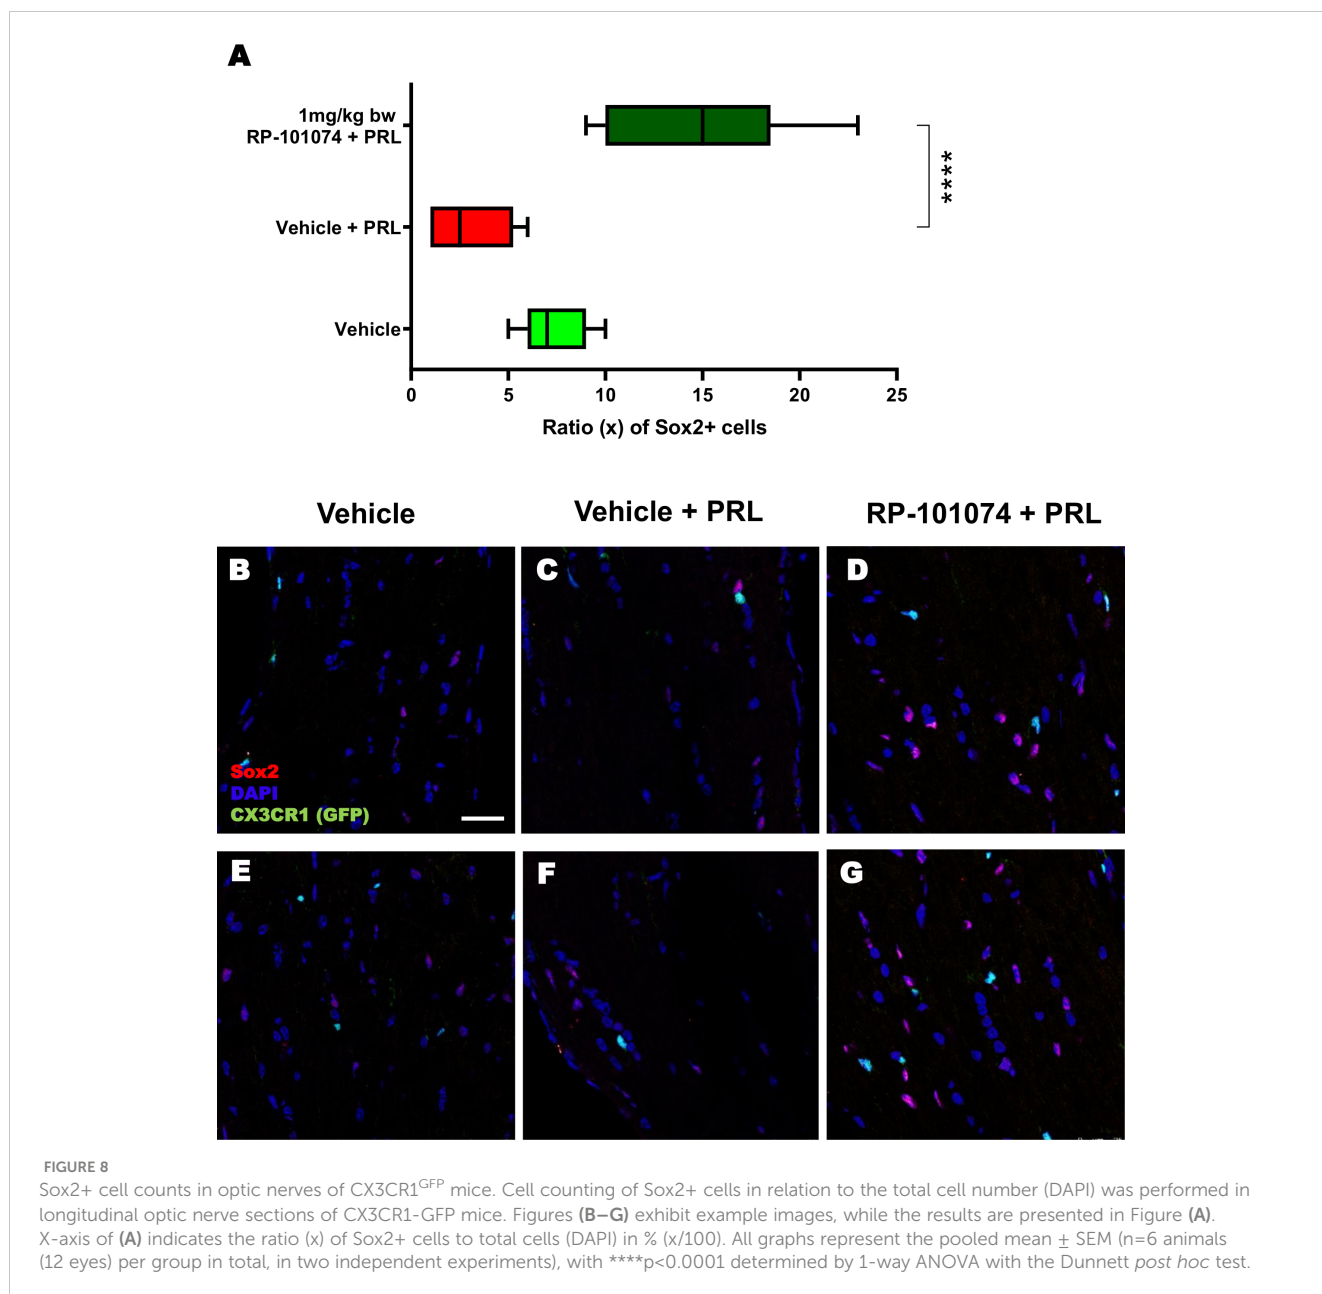 A
1mg/kg bw
RP-101074 + PRL
****
Vehicle + PRL
Vehicle
0 5 10 15 20 25
Ratio (x) of Sox2+ cells
Vehicle Vehicle + PRL RP-101074 + PRL
B C D
Sox2
DAPI
CX3CR1 (GFP)
E F G
FIGURE 8
Sox2+ cell counts in optic nerves of CX3CR1GFP mice. Cell counting of Sox2+ cells in relation to the total cell number (DAPI) was performed in
longitudinal optic nerve sections of CX3CR1-GFP mice. Figures (B–G) exhibit example images, while the results are presented in Figure (A).
X-axis of (A) indicates the ratio (x) of Sox2+ cells to total cells (DAPI) in % (x/100). All graphs represent the pooled mean ± SEM (n=6 animals
(12 eyes) per group in total, in two independent experiments), with ****p<0.0001 determined by 1-way ANOVA with the Dunnett post hoc test.